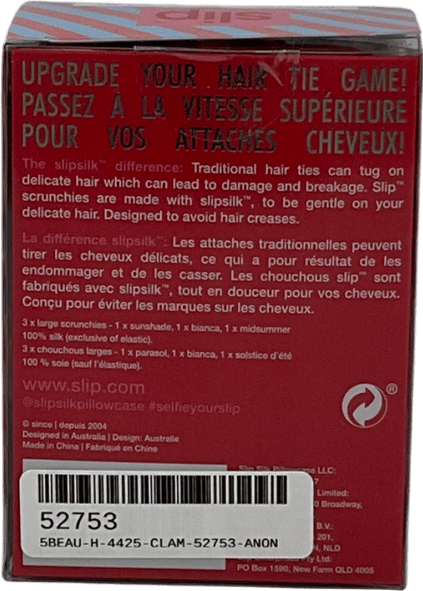 slip
UPGRADE YOUR HAIR TIE GAME!
PASSEZ À LA VITESSE SUPÉRIEURE
POUR VOS ATTACHES CHEVEUX!
The slipsilk™ difference: Traditional hair ties can tug on
delicate hair which can lead to damage and breakage. Slip™
scrunchies are made with slipsilk™, to be gentle on your
delicate hair. Designed to avoid hair creases.
La différence slipsilk™: Les attaches traditionnelles peuvent
tirer les cheveux délicats, ce qui a pour résultat de les
endommager et de les casser. Les chouchous slip™ sont
fabriqués avec slipsilk™, tout en douceur pour vos cheveux.
Conçu pour éviter les marques sur les cheveux.
3 x large scrunchies - 1 x sunshade, 1 x bianca, 1 x midsummer
100% silk (exclusive of elastic).
3 x chouchous larges - 1 x parasol, 1 x bianca, 1 x solstice d'été
100 % soie (sauf l'élastique).
www.slip.com
@slipsilkpillowcase #selfieyourslip
®
© since | depuis 2004
Designed in Australia | Design: Australie
Made in China | Fabriqué en Chine
Slip Silk Pillowcase LLC:
7
Limited:
0 Broadway,
B.V.:
N, NLD
Pty Ltd:
PO Box 1580, New Farm QLD 4005
52753
5BEAU-H-4425-CLAM-52753-ANON